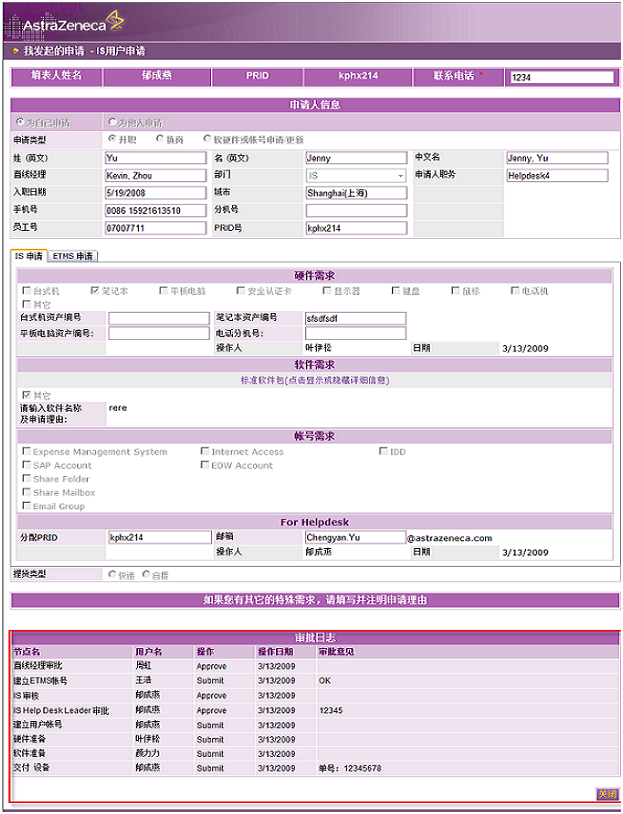 AstraZeneca
我发起的申请 - IS用户申请
填表人姓名 郁成燕 PRID kphx214 联系电话 * 1234
申请人信息
为自己申请 为他人申请
申请类型 升职 换岗 软硬件或帐号申请/更新
姓 (英文) Yu 名 (英文) Jenny 中文名 Jenny, Yu
直线经理 Kevin, Zhou 部门 IS 申请人职务 Helpdesk4
入职日期 5/19/2008 城市 Shanghai(上海)
手机号 0086 15921613510 分机号
员工号 07007711 PRID号 kphx214
IS 申请 ETMS 申请
硬件需求
台式机 笔记本 平板电脑 安全认证卡 显示器 键盘 鼠标 电话机
其它
台式机资产编号 笔记本资产编号 sfsdfsdf
平板电脑资产编号: 电话分机号:
操作人 叶伊松 日期 3/13/2009
软件需求
标准软件包(点击显示或隐藏详细信息)
其它
请输入软件名称 rere
及申请理由:
帐号需求
Expense Management System Internet Access IDD
SAP Account EDW Account
Share Folder
Share Mailbox
Email Group
For Helpdesk
分配PRID kphx214 邮箱 Chengyan.Yu @astrazeneca.com
操作人 郁成燕 日期 3/13/2009
提货类型 快递 自提
如果您有其它的特殊需求，请填写并注明申请理由
审批日志
节点名 用户名 操作 操作日期 审批意见
直线经理审批 周虹 Approve 3/13/2009
建立ETMS帐号 王浩 Submit 3/13/2009 OK
IS 审核 郁成燕 Approve 3/13/2009
IS Help Desk Leader 审批 郁成燕 Approve 3/13/2009 12345
建立用户帐号 郁成燕 Submit 3/13/2009
硬件准备 叶伊松 Submit 3/13/2009
软件准备 颜力力 Submit 3/13/2009
交付 设备 郁成燕 Submit 3/13/2009 单号：12345678
关闭